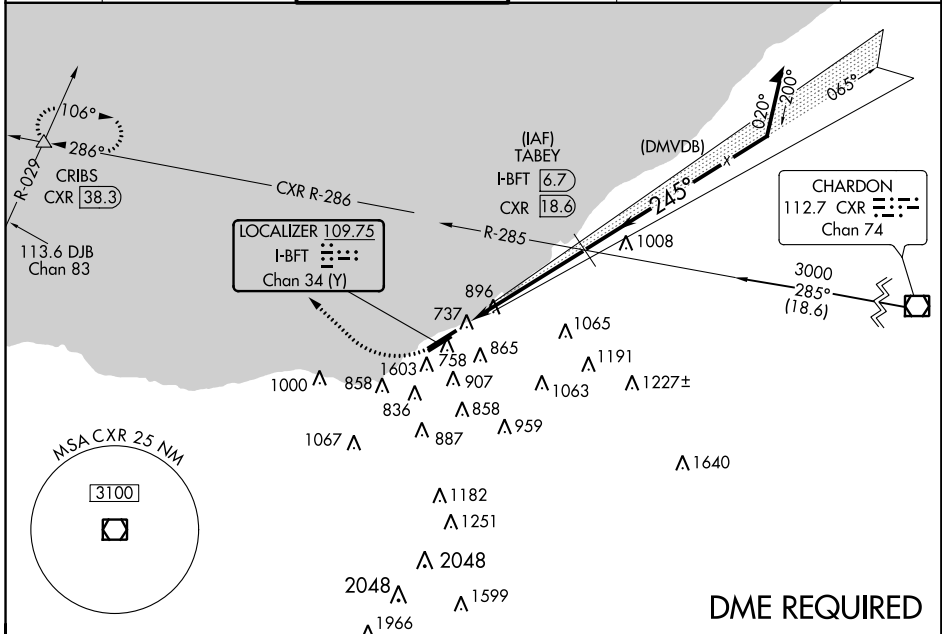 106°
286°
CRIBS
CXR 38.3
R-029
113.6 DJB
Chan 83
CXR R-286
(IAF)
TABEY
I-BFT 6.7
CXR 18.6
(DMVDB)
020°
200°
065°
245°
R-285
CHARDON
112.7 CXR
Chan 74
3000
285°
(18.6)
LOCALIZER 109.75
I-BFT
Chan 34 (Y)
1008
896
737
1065
758
865
1603
1191
1000
858
907
1063
1227±
836
858
887
959
1067
1640
MSA CXR 25 NM
3100
1182
1251
2048
2048
1599
1966
DME REQUIRED